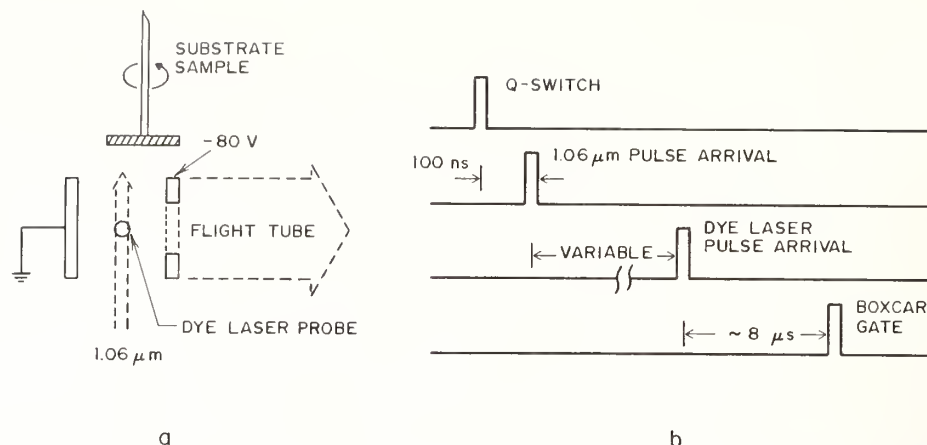 SUBSTRATE
SAMPLE
-80 V
FLIGHT TUBE
DYE LASER PROBE
1.06 μm
a
Q-SWITCH
100 ns
1.06 μm PULSE ARRIVAL
DYE LASER
PULSE ARRIVAL
VARIABLE
BOXCAR
GATE
~ 8 μs
b